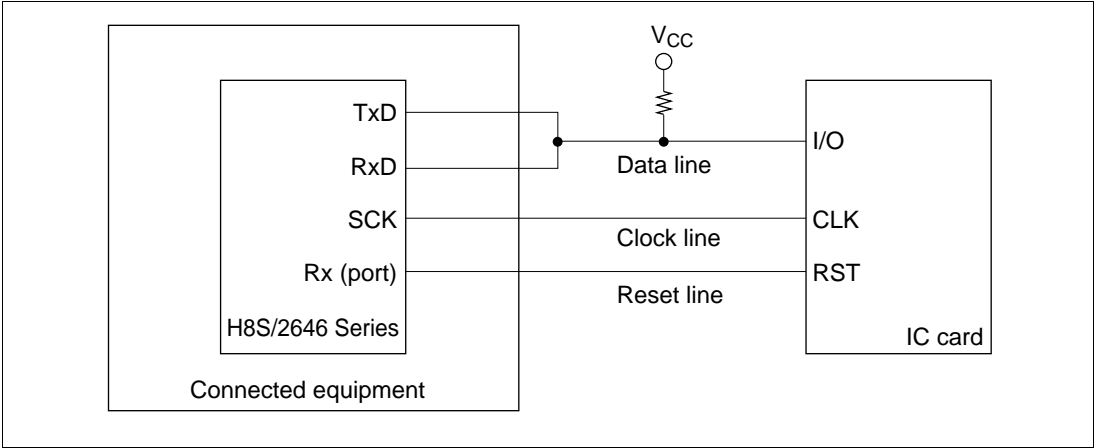 VCC
TxD
I/O
RxD
Data line
SCK
CLK
Clock line
Rx (port)
RST
Reset line
H8S/2646 Series
IC card
Connected equipment